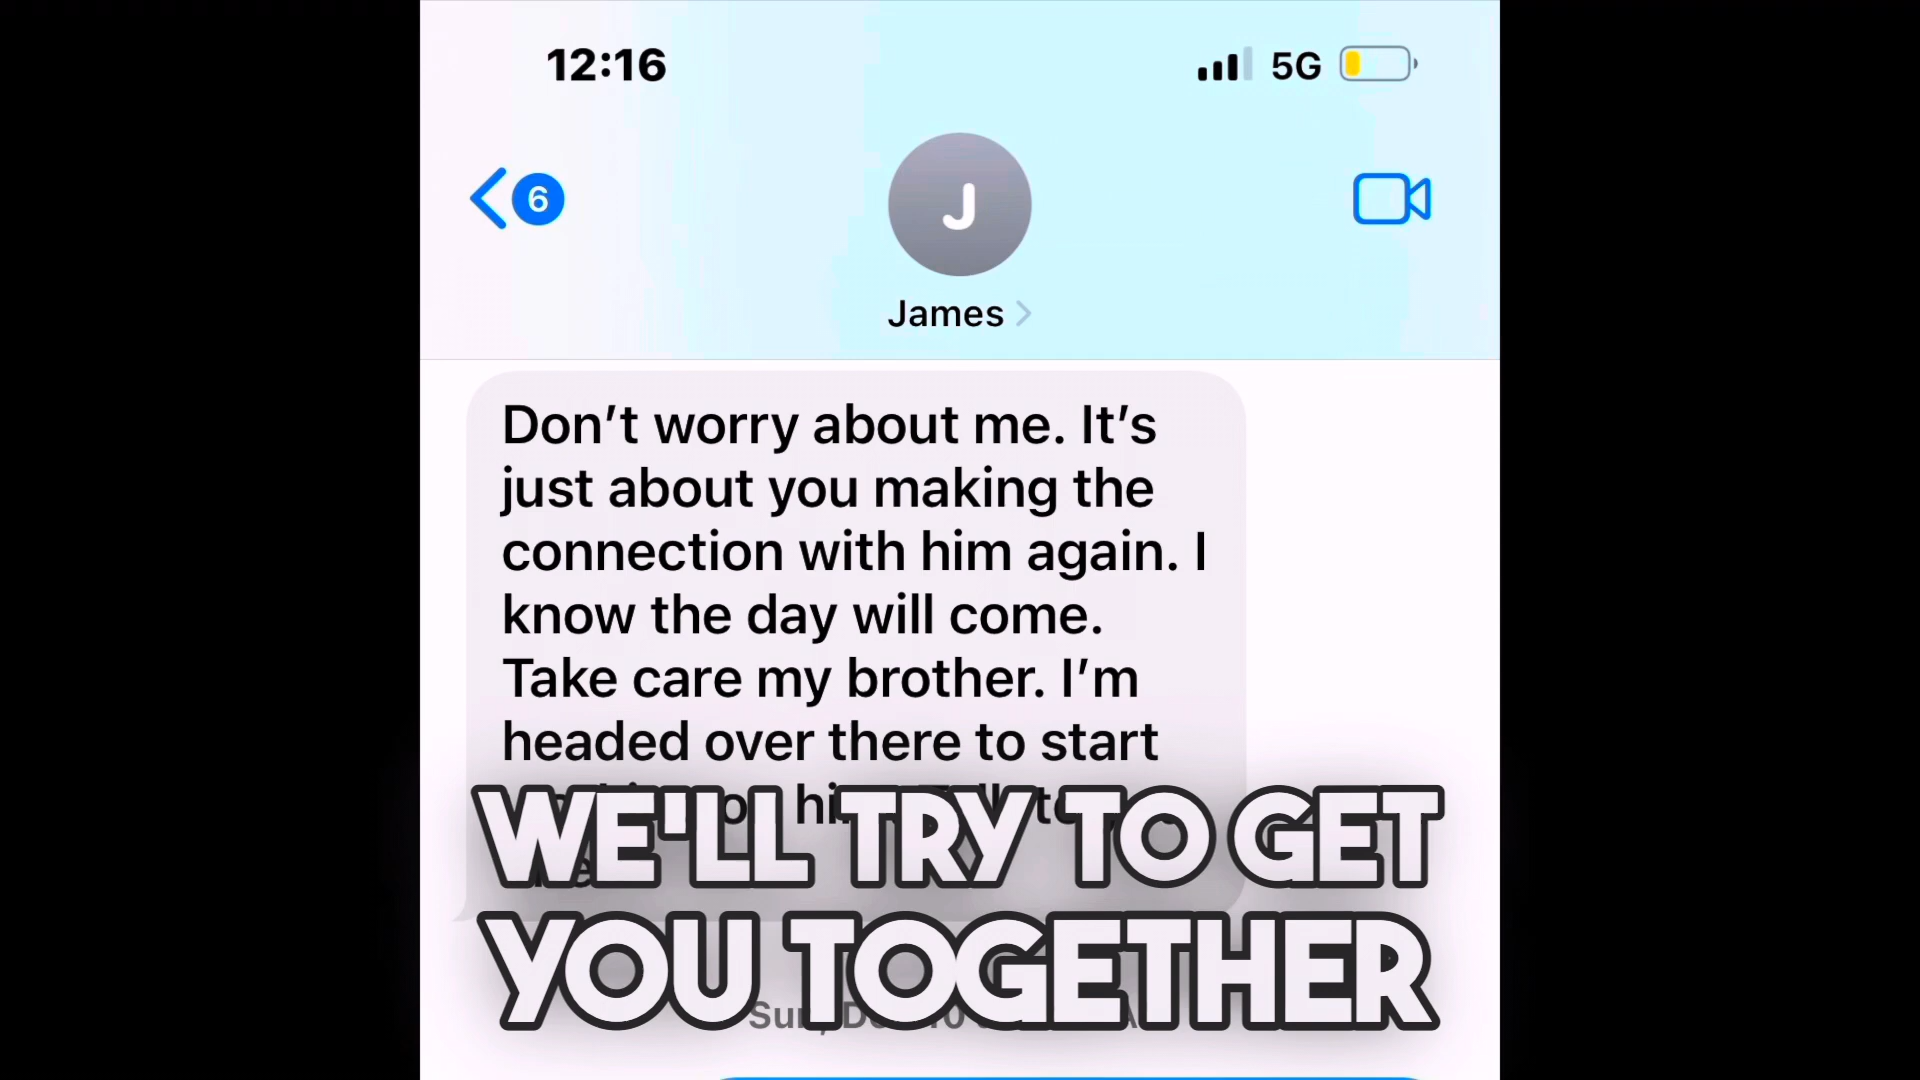 12:16
5G
6
J
James
Don’t worry about me. It’s
just about you making the
connection with him again. I
know the day will come.
Take care my brother. I’m
headed over there to start
WE'LL TRY TO GET
YOU TOGETHER